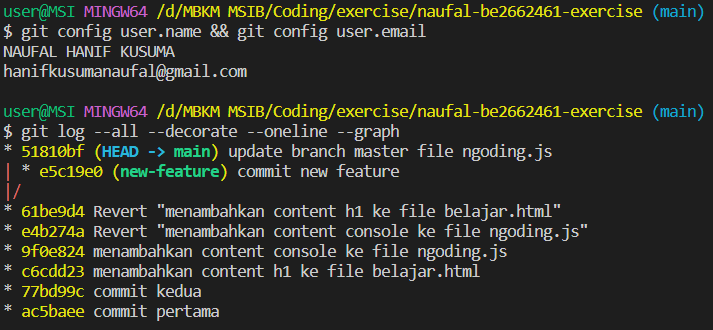 user@MSI MINGW64 /d/MBKM MSIB/Coding/exercise/naufal-be2662461-exercise (main)
$ git config user.name && git config user.email
NAUFAL HANIF KUSUMA
hanifkusumanaufal@gmail.com

user@MSI MINGW64 /d/MBKM MSIB/Coding/exercise/naufal-be2662461-exercise (main)
$ git log --all --decorate --oneline --graph
* 51810bf (HEAD -> main) update branch master file ngoding.js
| * e5c19e0 (new-feature) commit new feature
|/
* 61be9d4 Revert "menambahkan content h1 ke file belajar.html"
* e4b274a Revert "menambahkan content console ke file ngoding.js"
* 9f0e824 menambahkan content console ke file ngoding.js
* c6cdd23 menambahkan content h1 ke file belajar.html
* 77bd99c commit kedua
* ac5baee commit pertama